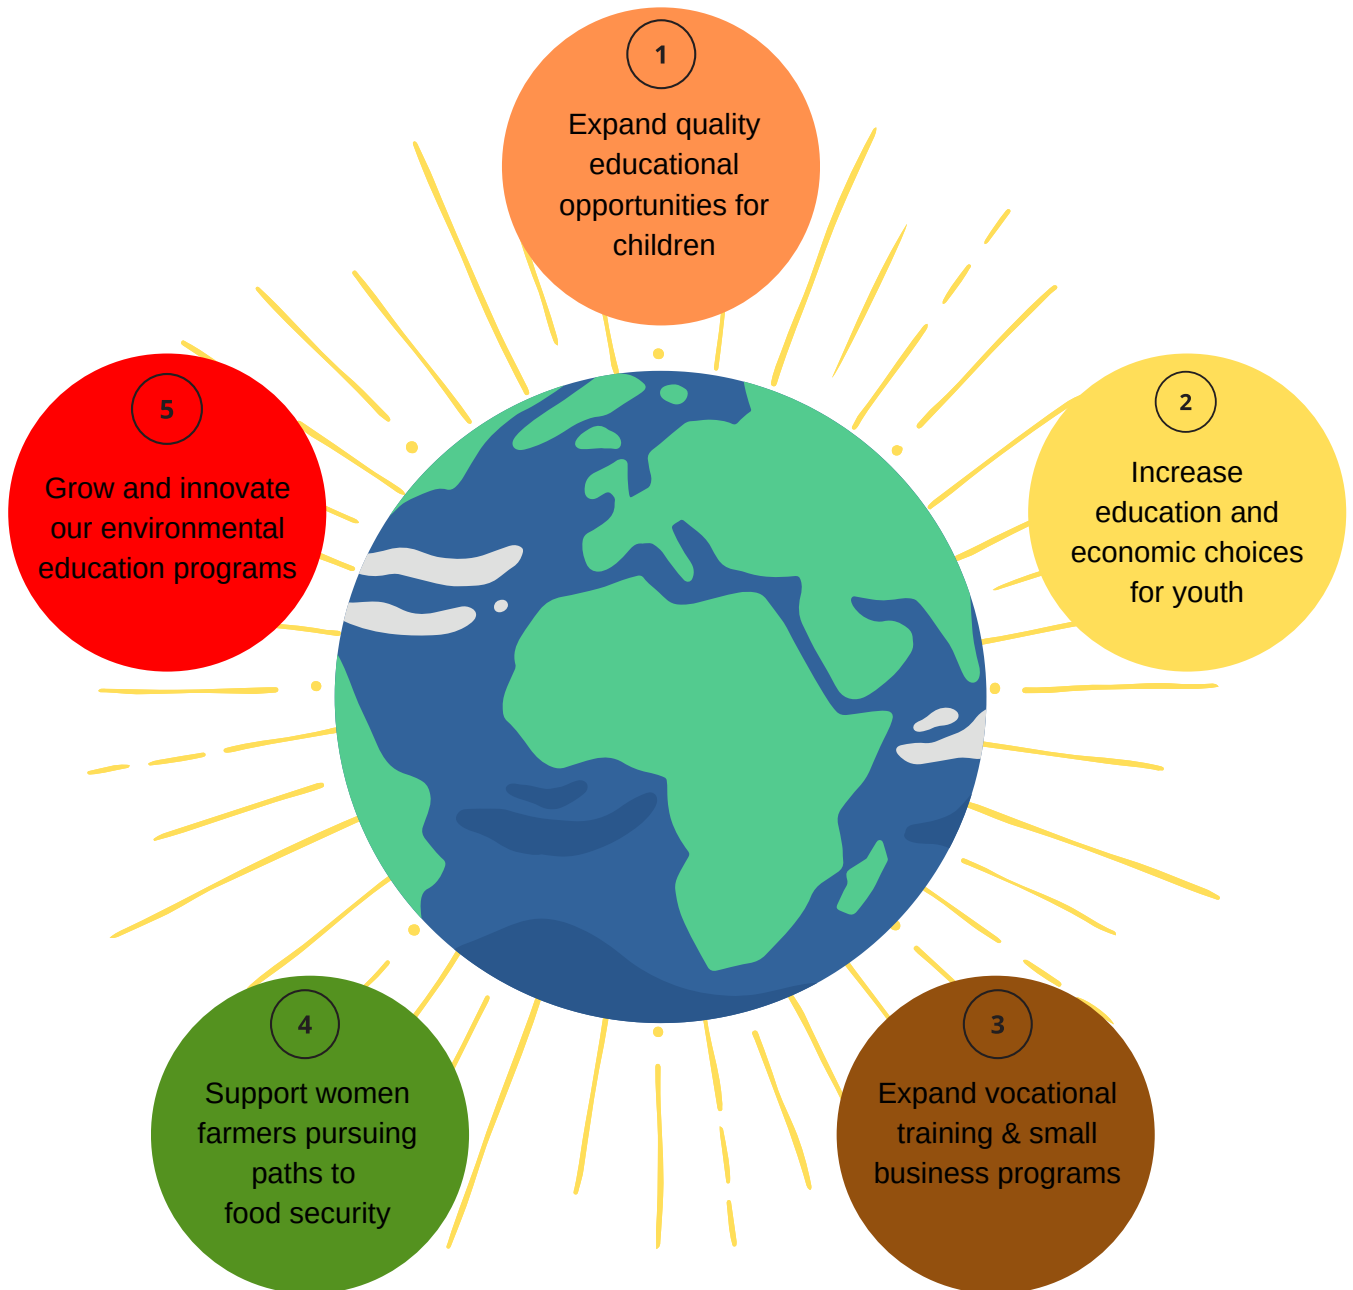 1
Expand quality
educational
opportunities for
children
2
Increase
education and
economic choices
for youth
3
Expand vocational
training & small
business programs
4
Support women
farmers pursuing
paths to
food security
5
Grow and innovate
our environmental
education programs